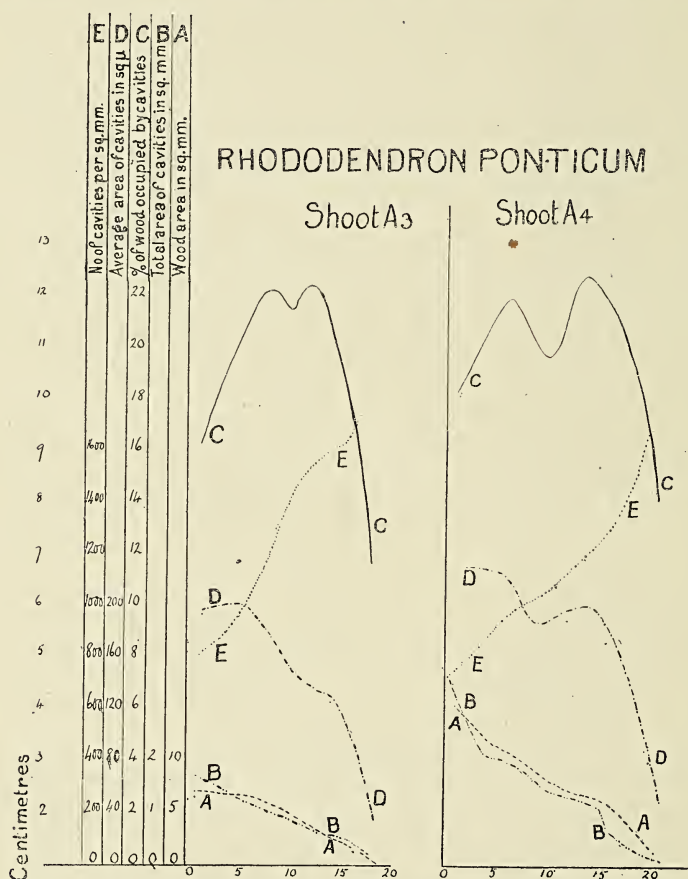 E D C B A
No of cavities per sq. mm.
Average area of cavities in sq µ
% of wood occupied by cavities
Total area of cavities in sq. mm
Wood area in sq. mm.
RHODODENDRON PONTICUM
Shoot A3 Shoot A4
13
12 22
11 20
10 18
9 1600 16
8 1400 14
7 1200 12
6 1000 200 10
5 800 160 8
4 600 120 6
3 400 80 4 2 10
2 200 40 2 1 5
0 0 0 0 0
Centimetres
C E C D E B A D B A
C C E D E B A D A B
0 5 10 15 20 0 5 10 15 20